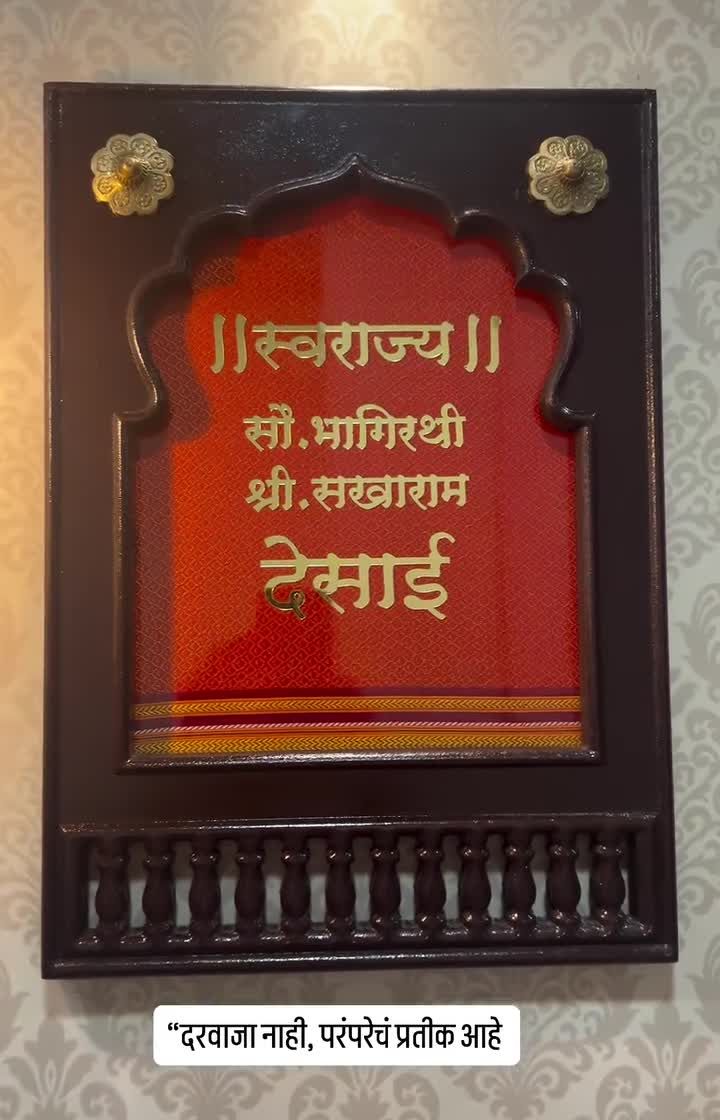 ||स्वराज्य||
सौ.भागिरथी
श्री.सखाराम
देसाई
“दरवाजा नाही, परंपरेचं प्रतीक आहे